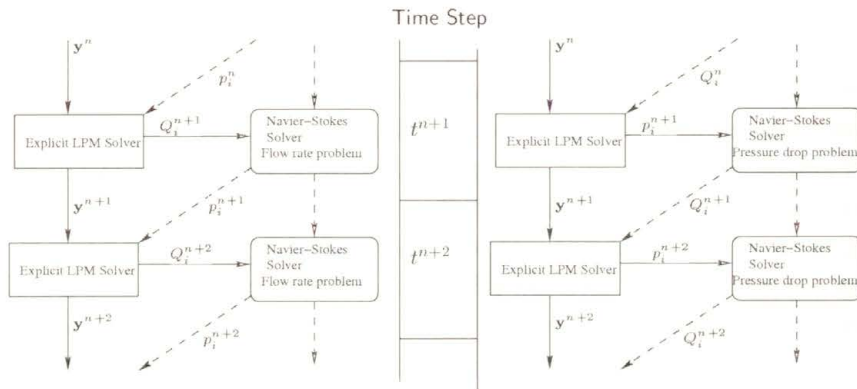 Time Step
y^n
p_i^n
Q_i^{n+1}
Explicit LPM Solver
Navier–Stokes
Solver
Flow rate problem
y^{n+1}
p_i^{n+1}
Q_i^{n+2}
Explicit LPM Solver
Navier–Stokes
Solver
Flow rate problem
y^{n+2}
p_i^{n+2}
t^{n+1}
t^{n+2}
y^n
Q_i^n
p_i^{n+1}
Explicit LPM Solver
Navier–Stokes
Solver
Pressure drop problem
y^{n+1}
Q_i^{n+1}
p_i^{n+2}
Explicit LPM Solver
Navier–Stokes
Solver
Pressure drop problem
y^{n+2}
Q_i^{n+2}